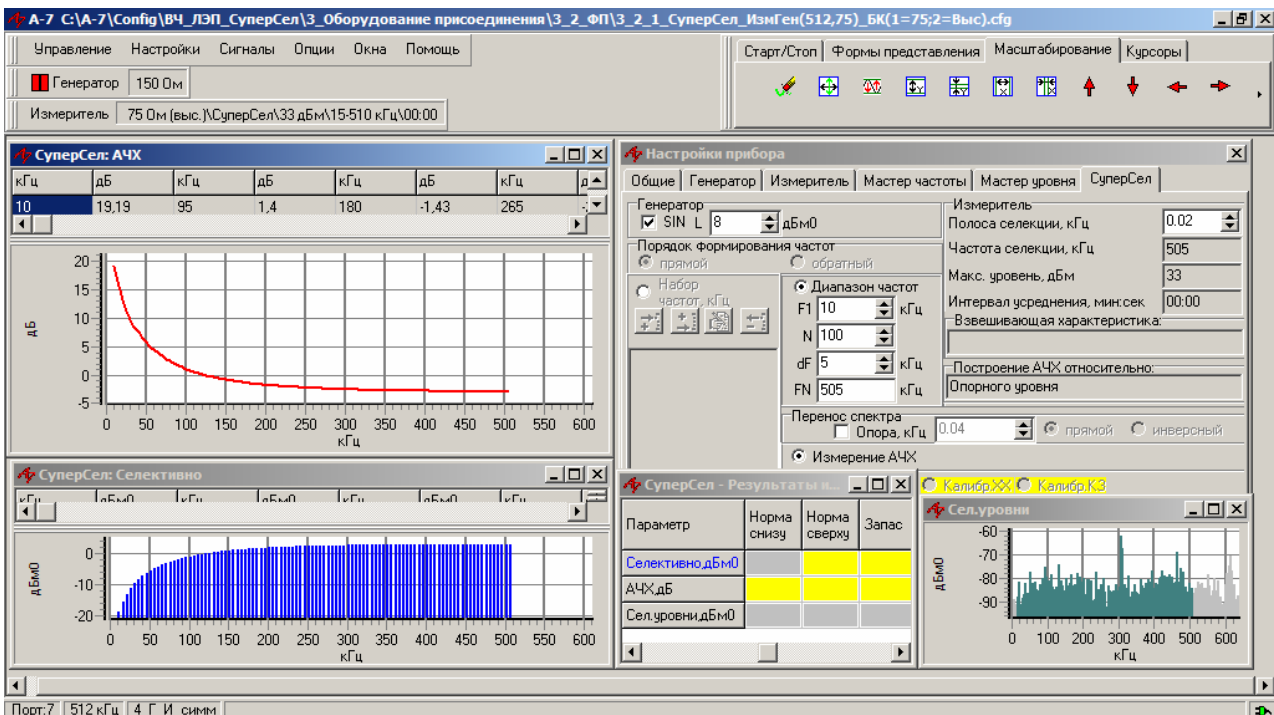 A-7 C:\A-7\Config\ВЧ_ЛЭП_СуперСел\3_Оборудование присоединения\3_2_ФП\3_2_1_СуперСел_ИзмГен(512,75)_БК(1=75;2=Выс).cfg
Управление Настройки Сигналы Опции Окна Помощь
Старт/Стоп Формы представления Масштабирование Курсоры
Генератор 150 Ом
Измеритель 75 Ом (выс.)\СуперСел\33 дБм\15-510 кГц\00:00
СуперСел: АЧХ
кГц дБ кГц дБ кГц дБ кГц
10 19,19 95 1,4 180 -1,43 265
20
15
10
5
0
-5
дБ
0 50 100 150 200 250 300 350 400 450 500 550 600
кГц
Настройки прибора
Общие Генератор Измеритель Мастер частоты Мастер уровня СуперСел
Генератор
SIN L 8 дБм0
Порядок формирования частот
прямой обратный
Набор частот, кГц
Диапазон частот
F1 10 кГц
N 100
dF 5 кГц
FN 505 кГц
Измеритель
Полоса селекции, кГц 0.02
Частота селекции, кГц 505
Макс. уровень, дБм 33
Интервал усреднения, мин:сек 00:00
Взвешивающая характеристика:
Построение АЧХ относительно:
Опорного уровня
Перенос спектра
Опора, кГц 0.04 прямой инверсный
Измерение АЧХ
Калибр.ХХ Калибр.КЗ
СуперСел: Селективно
кГц дБм0 кГц дБм0 кГц дБм0 кГц
0
-10
-20
дБм0
0 50 100 150 200 250 300 350 400 450 500 550 600
кГц
СуперСел - Результаты и...
Параметр Норма снизу Норма сверху Запас
Селективно,дБм0
АЧХ,дБ
Сел.уровни,дБм0
Сел.уровни
-60
-70
-80
-90
дБм0
0 100 200 300 400 500 600
кГц
Порт:7 512 кГц 4 Г И симм